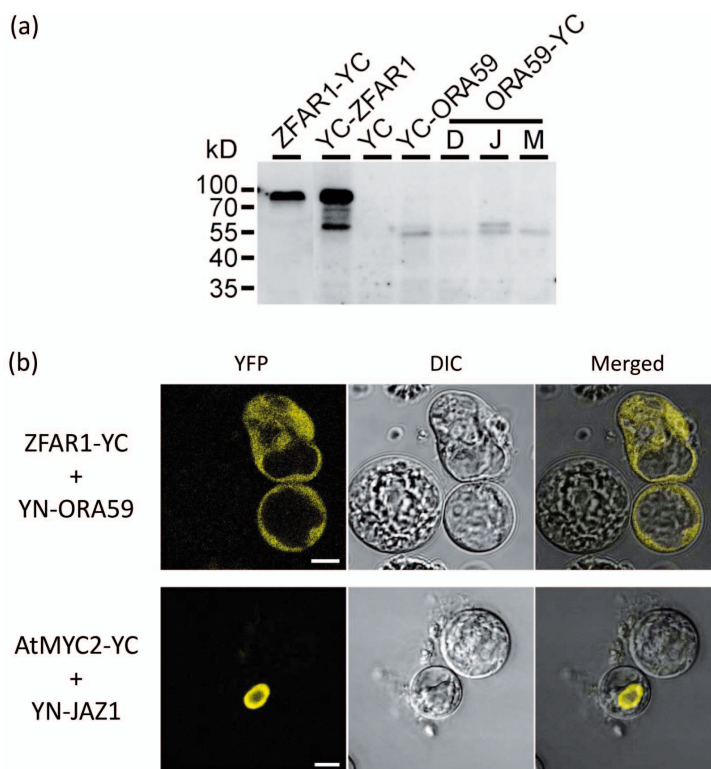 (a)
ZFAR1-YC
YC-ZFAR1
YC
YC-ORA59
ORA59-YC
D J M
kD
100
70
55
40
35
(b)
YFP DIC Merged
ZFAR1-YC
+
YN-ORA59
AtMYC2-YC
+
YN-JAZ1